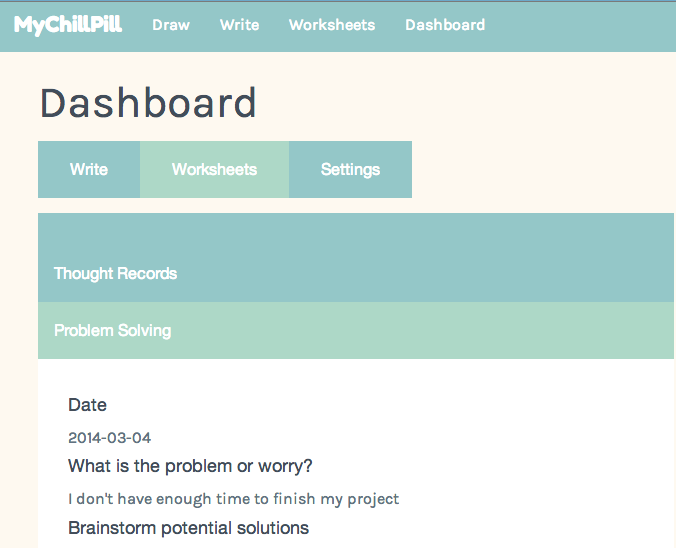 MyChillPill Draw Write Worksheets Dashboard
Dashboard
Write Worksheets Settings
Thought Records
Problem Solving
Date
2014-03-04
What is the problem or worry?
I don't have enough time to finish my project
Brainstorm potential solutions